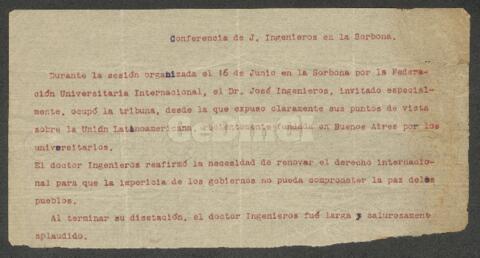 Conferencia de J. Ingenieros en la Sorbona.
Durante la sesión organizada el 16 de Junio en la Sorbona por la Federa-
ción Universitaria Internacional, el Dr. José Ingenieros, invitado especial-
mente, ocupó la tribuna, desde la que expuso claramente sus puntos de vista
sobre la Unión Latinoamericana, recientemente fundada en Buenos Aires por los
universitarios.
El doctor Ingenieros reafirmó la necesidad de renovar el derecho internacio-
nal para que la impericia de los gobiernos no pueda comprometer la paz delos
pueblos.
Al terminar su disetación, el doctor Ingenieros fué larga y calurosament
aplaudido.
CeDInCI